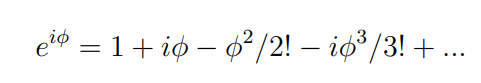 e^{iϕ} = 1 + iϕ − ϕ²/2! − iϕ³/3! + ...